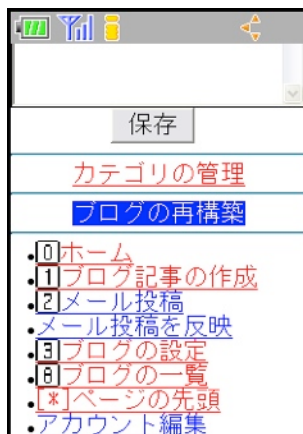 保存
カテゴリの管理
ブログの再構築
•[0]ホーム
•[1]ブログ記事の作成
•[2]メール投稿
•メール投稿を反映
•[3]ブログの設定
•[8]ブログの一覧
•[*]ページの先頭
•アカウント編集